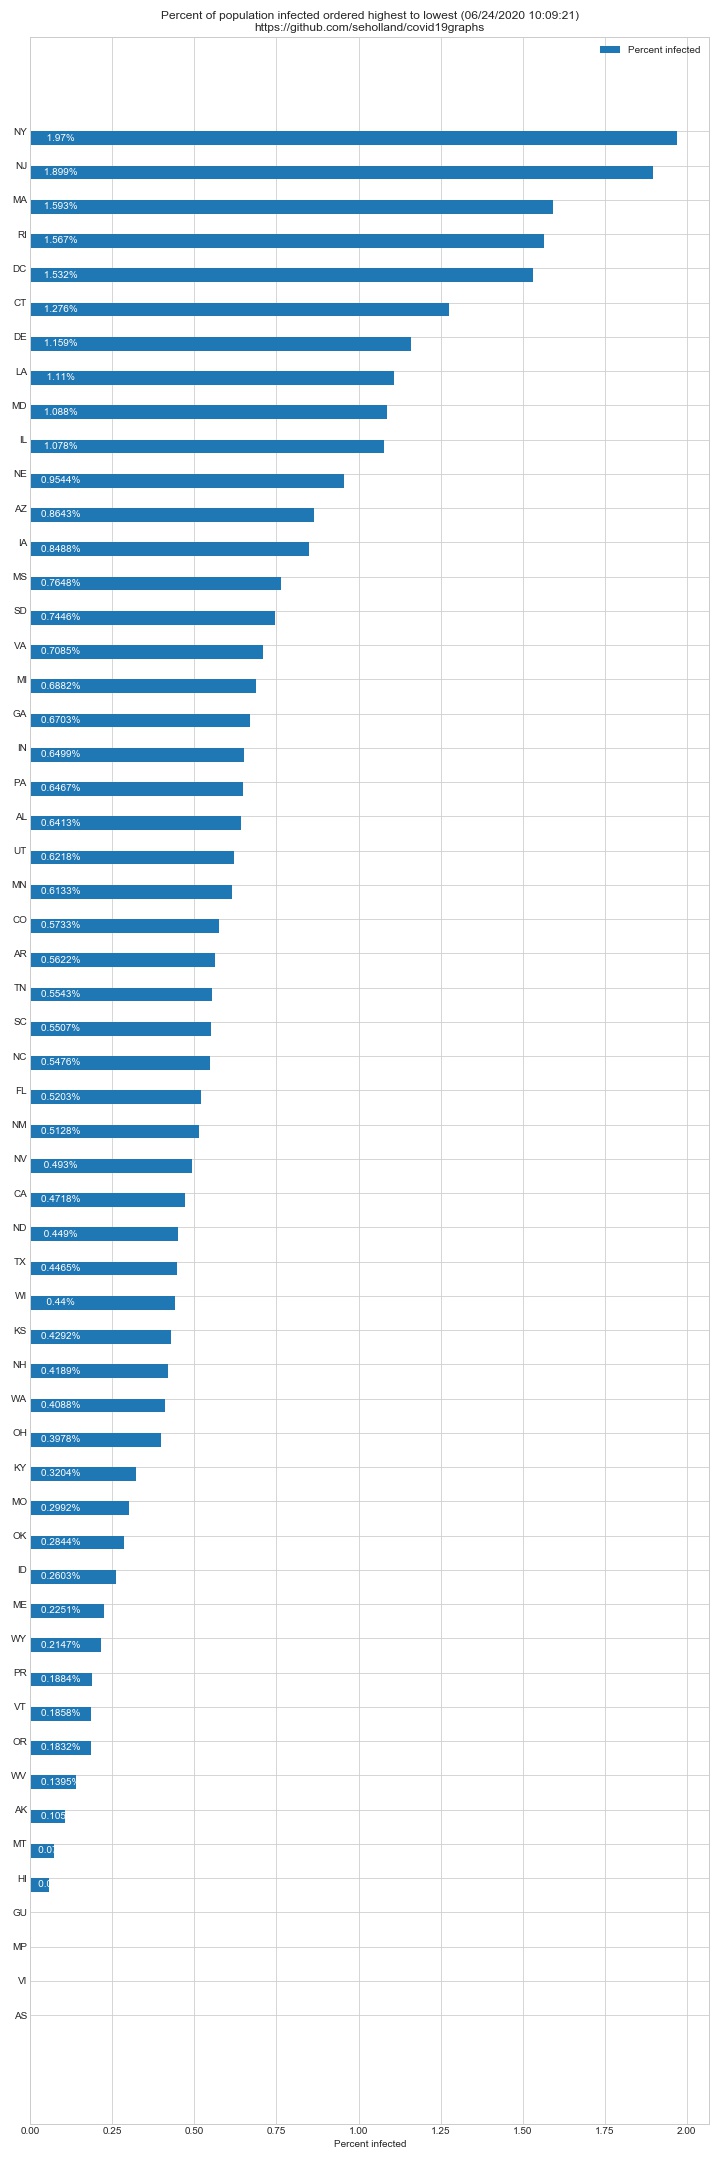 Percent of population infected ordered highest to lowest (06/24/2020 10:09:21)
https://github.com/seholland/covid19graphs
Percent infected
NY 1.97%
NJ 1.899%
MA 1.593%
RI 1.567%
DC 1.532%
CT 1.276%
DE 1.159%
LA 1.11%
MD 1.088%
IL 1.078%
NE 0.9544%
AZ 0.8643%
IA 0.8488%
MS 0.7648%
SD 0.7446%
VA 0.7085%
MI 0.6882%
GA 0.6703%
IN 0.6499%
PA 0.6467%
AL 0.6413%
UT 0.6218%
MN 0.6133%
CO 0.5733%
AR 0.5622%
TN 0.5543%
SC 0.5507%
NC 0.5476%
FL 0.5203%
NM 0.5128%
NV 0.493%
CA 0.4718%
ND 0.449%
TX 0.4465%
WI 0.44%
KS 0.4292%
NH 0.4189%
WA 0.4088%
OH 0.3978%
KY 0.3204%
MO 0.2992%
OK 0.2844%
ID 0.2603%
ME 0.2251%
WY 0.2147%
PR 0.1884%
VT 0.1858%
OR 0.1832%
WV 0.1395%
AK 0.105
MT
HI
GU
MP
VI
AS
0.00 0.25 0.50 0.75 1.00 1.25 1.50 1.75 2.00
Percent infected